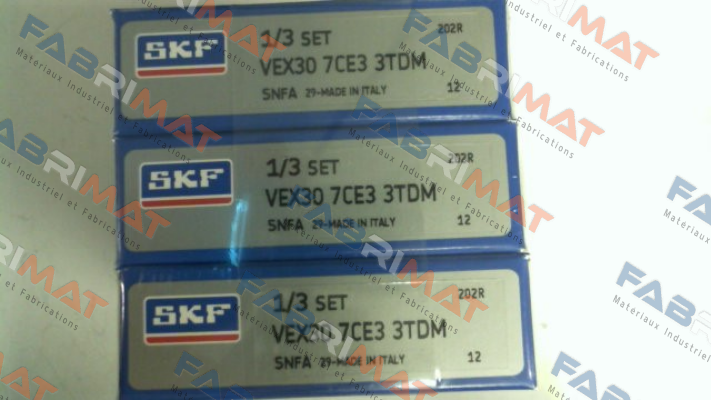 SKF
1/3 SET
202R
VEX30 7CE3 3TDM
SNFA 29-MADE IN ITALY
12
SKF
1/3 SET
202R
VEX30 7CE3 3TDM
SNFA 29-MADE IN ITALY
12
SKF
1/3 SET
202R
VEX30 7CE3 3TDM
SNFA 29-MADE IN ITALY
12
FABRIMAT
Matériaux Industriel et Fabrications